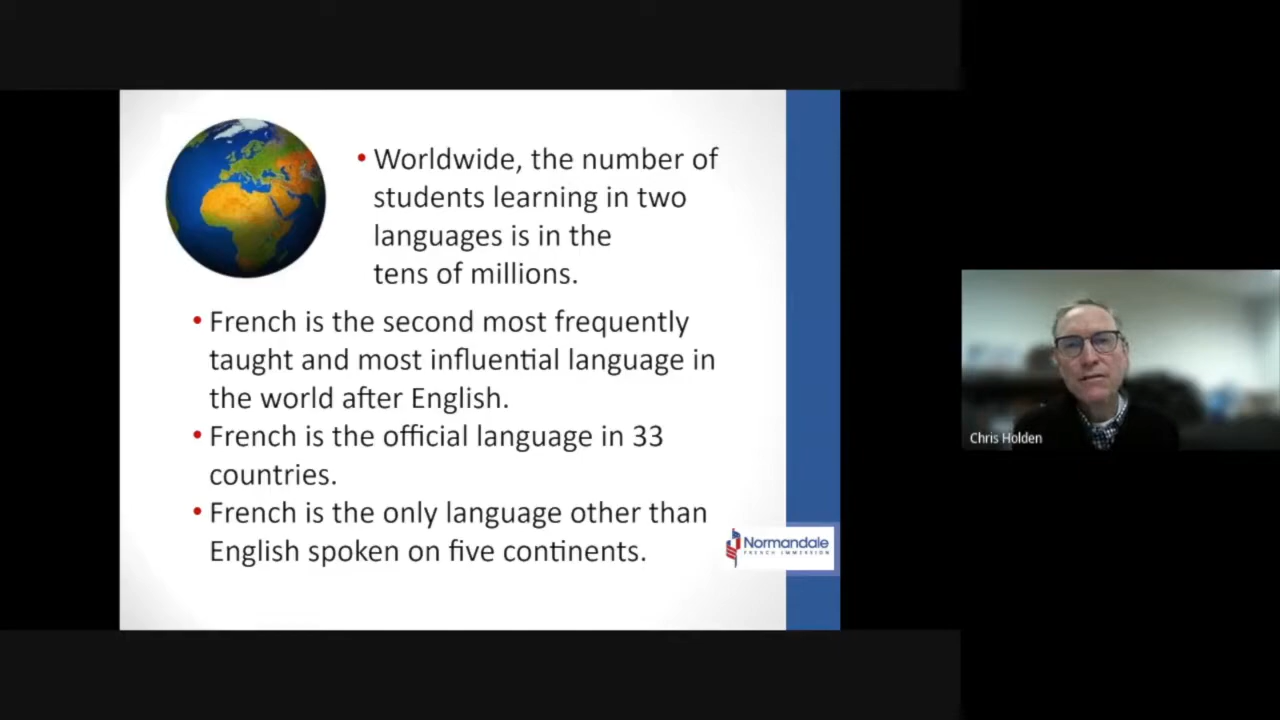 • Worldwide, the number of
students learning in two
languages is in the
tens of millions.
• French is the second most frequently
taught and most influential language in
the world after English.
• French is the official language in 33
countries.
• French is the only language other than
English spoken on five continents.
Normandale
FRENCH IMMERSION
Chris Holden